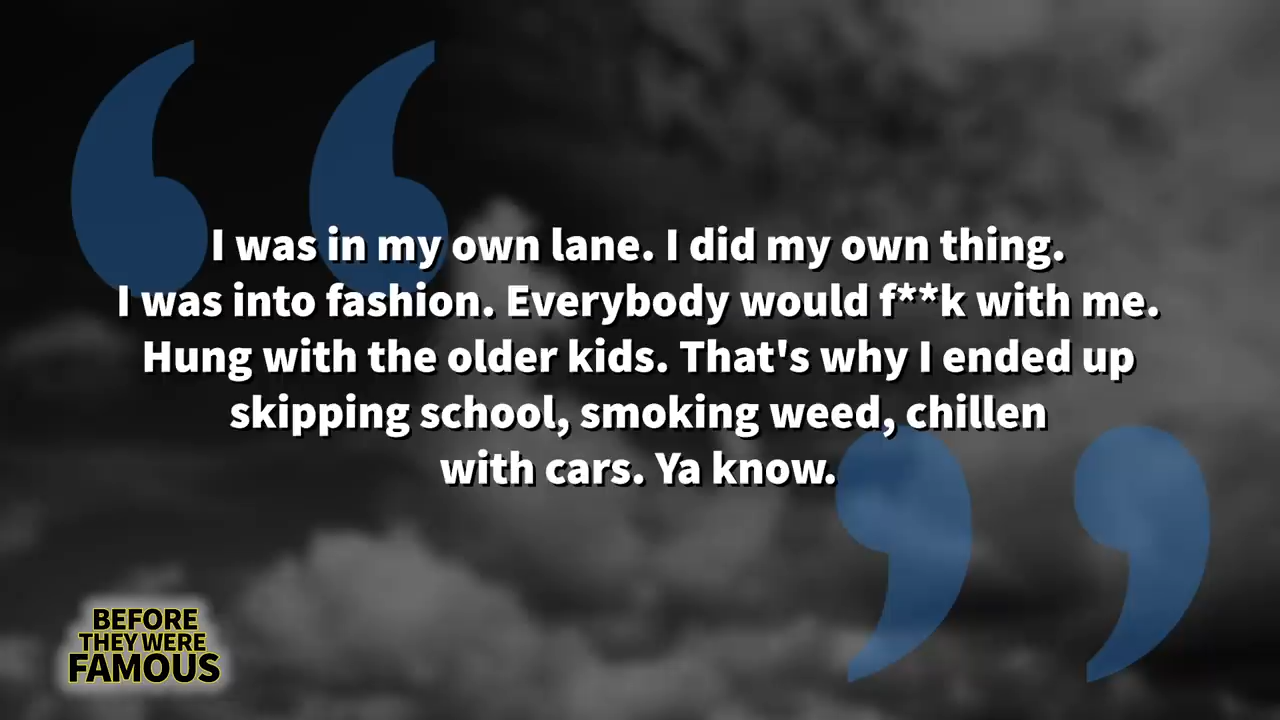 I was in my own lane. I did my own thing.
I was into fashion. Everybody would f**k with me.
Hung with the older kids. That's why I ended up
skipping school, smoking weed, chillen
with cars. Ya know.
BEFORE
THEY WERE
FAMOUS